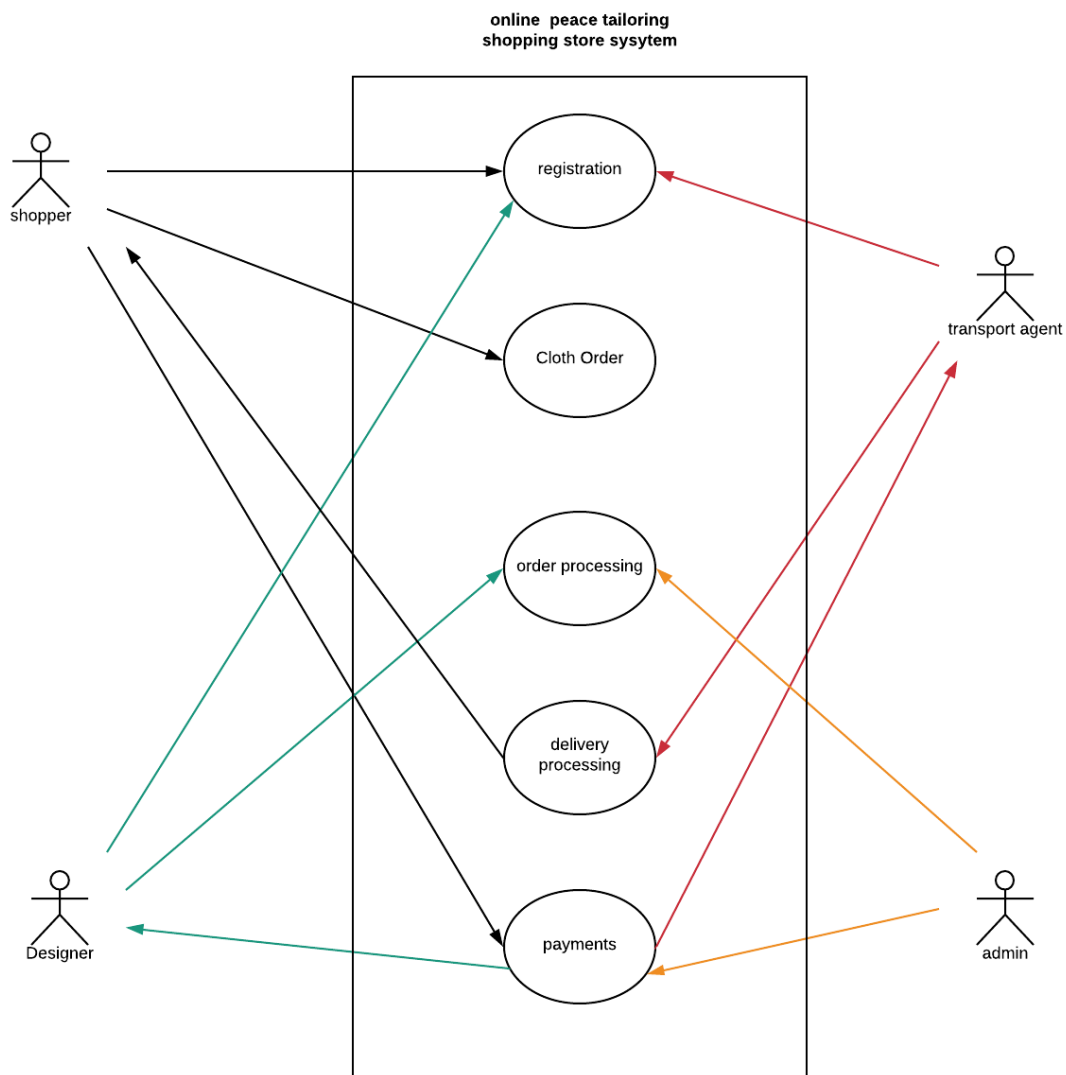 online  peace tailoring
shopping store sysytem
registration
shopper
transport agent
Cloth Order
order processing
delivery
processing
payments
Designer
admin